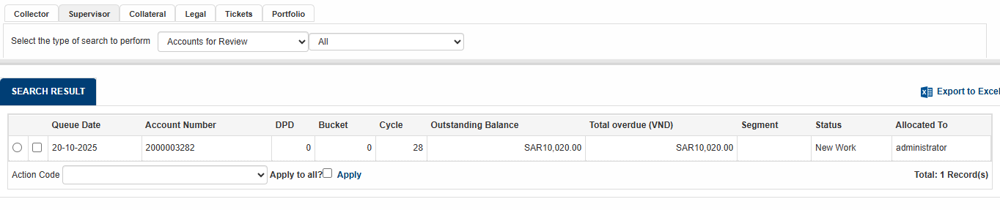 Collector Supervisor Collateral Legal Tickets Portfolio
Select the type of search to perform Accounts for Review All
SEARCH RESULT Export to Excel
Queue Date Account Number DPD Bucket Cycle Outstanding Balance Total overdue (VND) Segment Status Allocated To
20-10-2025 2000003282 0 0 28 SAR10,020.00 SAR10,020.00 New Work administrator
Action Code Apply to all? Apply Total: 1 Record(s)